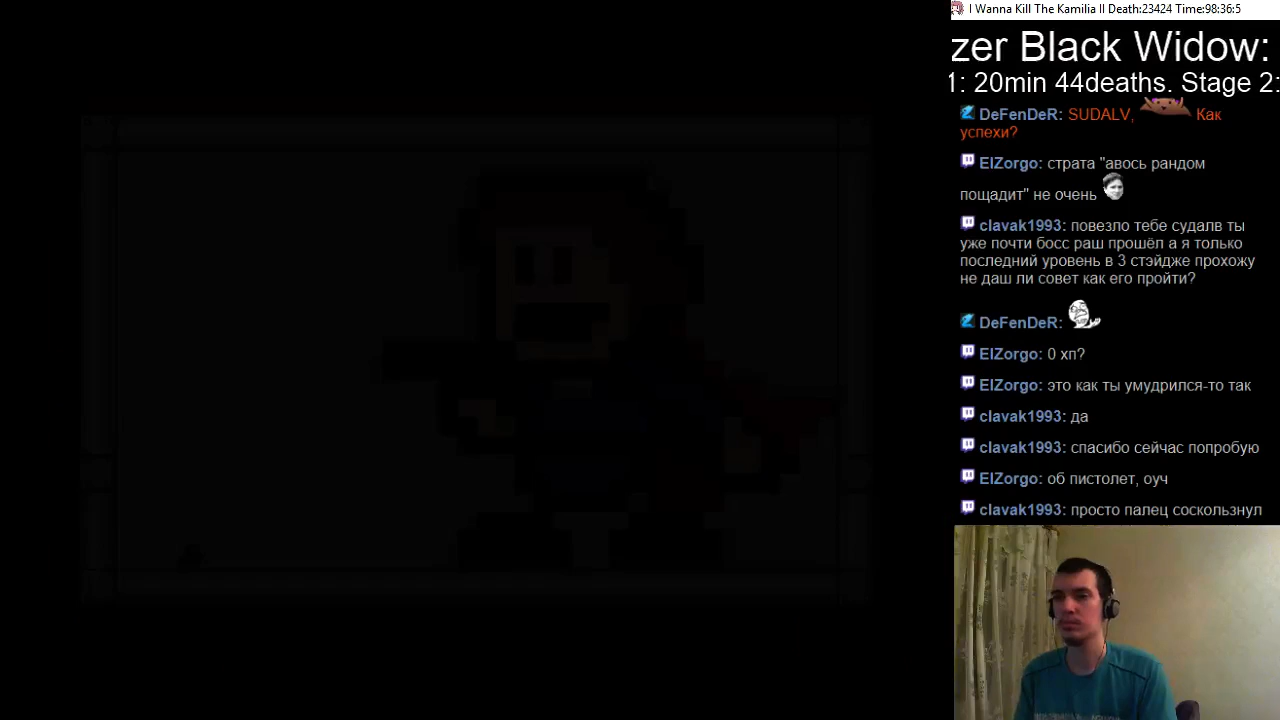 I Wanna Kill The Kamilia II Death:23424 Time:98:36:5
zer Black Widow:
1: 20min 44deaths. Stage 2:
DeFenDeR: SUDALV, Как
успехи?
ElZorgo: страта "авось рандом
пощадит" не очень
clavak1993: повезло тебе судалв ты
уже почти босс раш прошёл а я только
последний уровень в 3 стэйдже прохожу
не даш ли совет как его пройти?
DeFenDeR:
ElZorgo: 0 хп?
ElZorgo: это как ты умудрился-то так
clavak1993: да
clavak1993: спасибо сейчас попробую
ElZorgo: об пистолет, оуч
clavak1993: просто палец соскользнул